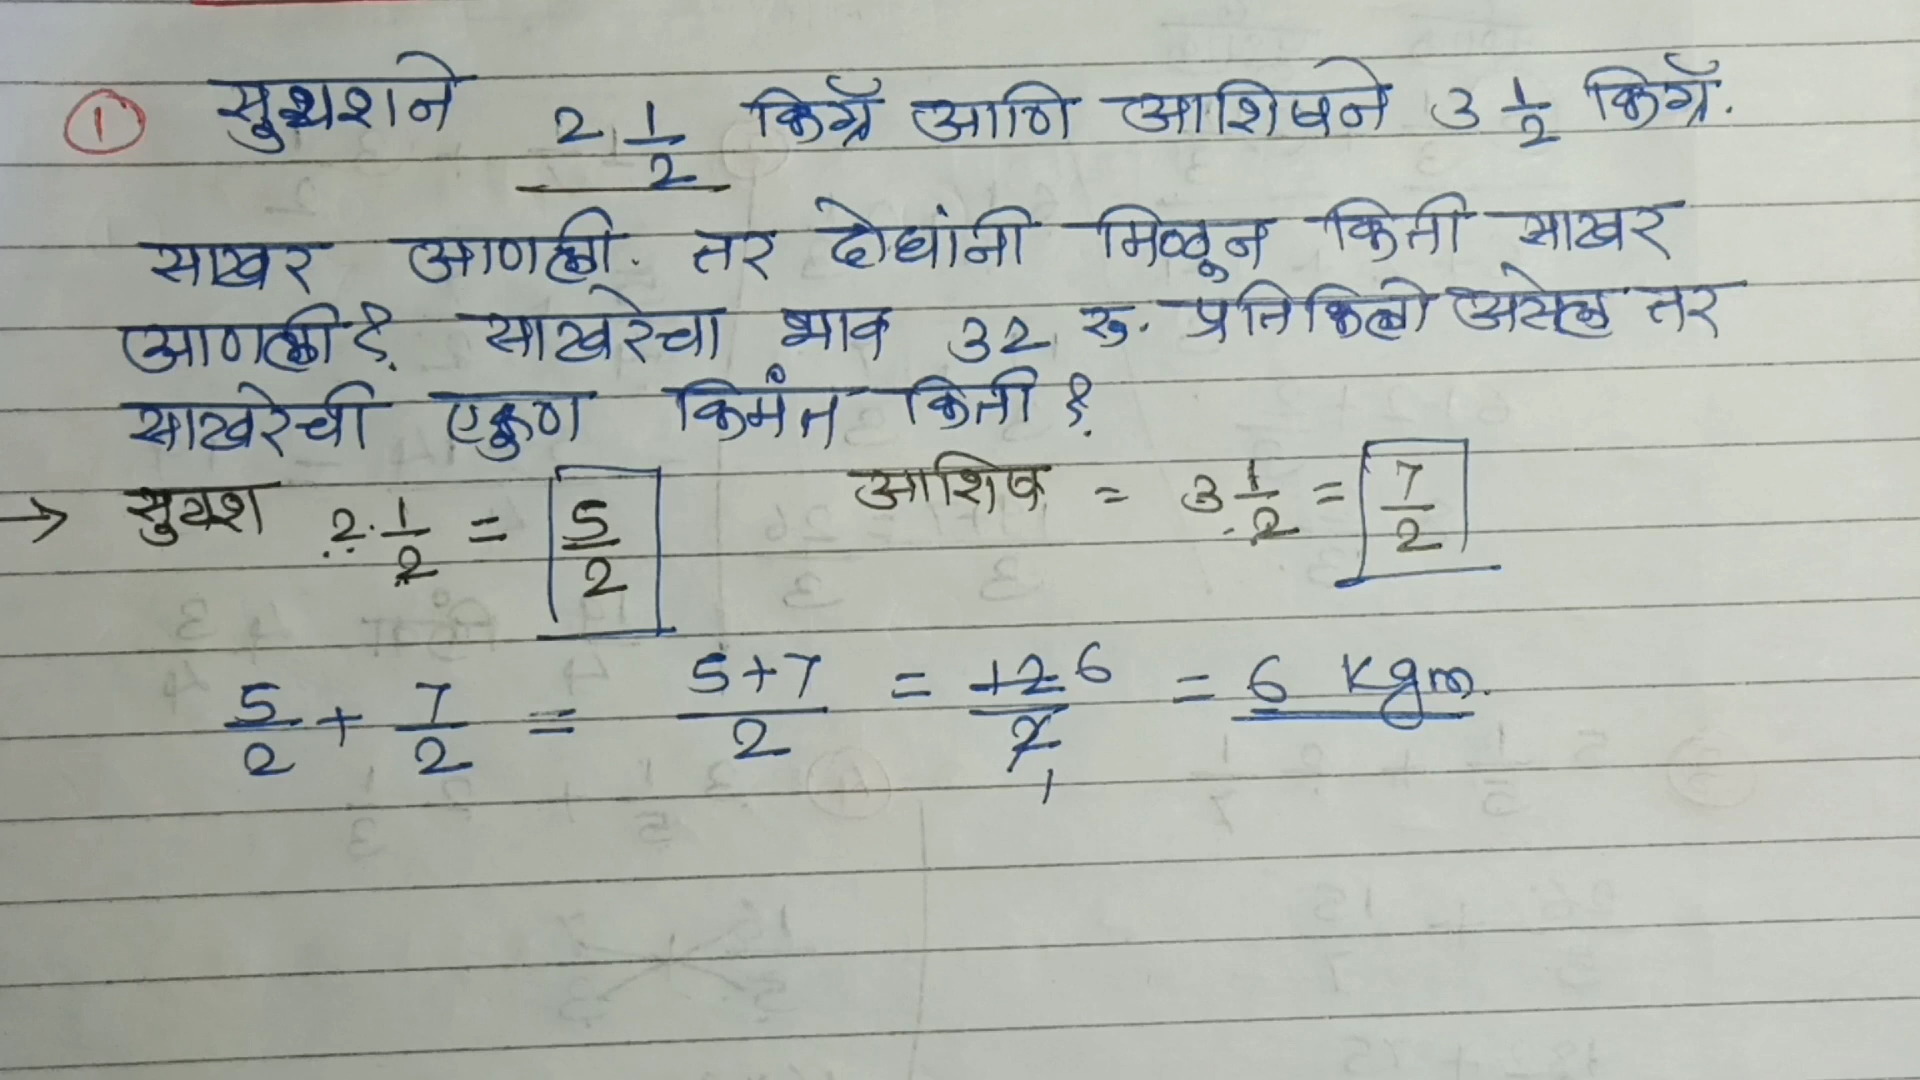 ① सुयशने 2 1/2 किग्रॅ आणि आशिषने 3 1/2 किग्रॅ.
साखर आणली. तर दोघांनी मिळून किती साखर
आणली? साखरेचा भाव 32 रु. प्रतिकिलो असेल तर
साखरेची एकुण किमंत किती?
→ सुयश 2 1/2 = 5/2 आशिष = 3 1/2 = 7/2
5/2 + 7/2 = 5+7/2 = 12 6/2 1 = 6 Kgm.